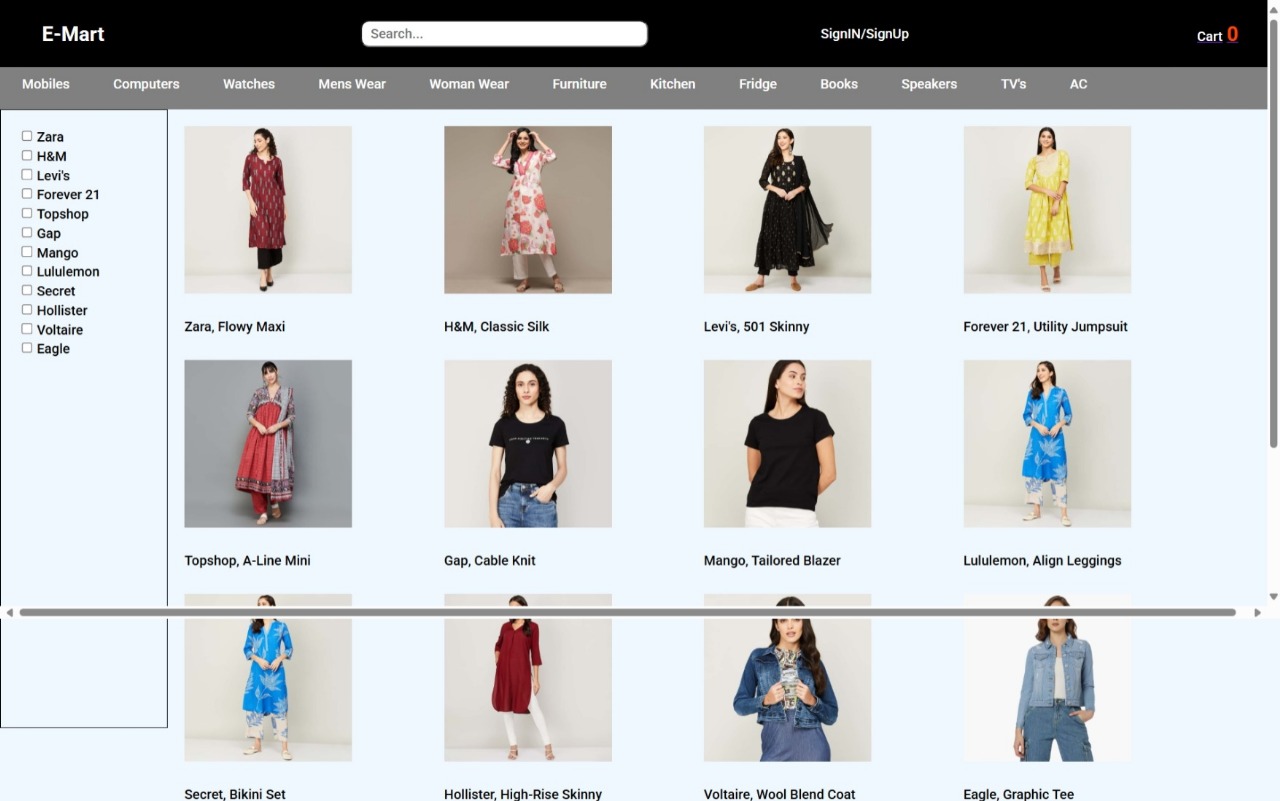 E-Mart
Search...
SignIN/SignUp
Cart 0
Mobiles Computers Watches Mens Wear Woman Wear Furniture Kitchen Fridge Books Speakers TV's AC
Zara
H&M
Levi's
Forever 21
Topshop
Gap
Mango
Lululemon
Secret
Hollister
Voltaire
Eagle
Zara, Flowy Maxi
H&M, Classic Silk
Levi's, 501 Skinny
Forever 21, Utility Jumpsuit
Topshop, A-Line Mini
Gap, Cable Knit
Mango, Tailored Blazer
Lululemon, Align Leggings
Secret, Bikini Set
Hollister, High-Rise Skinny
Voltaire, Wool Blend Coat
Eagle, Graphic Tee